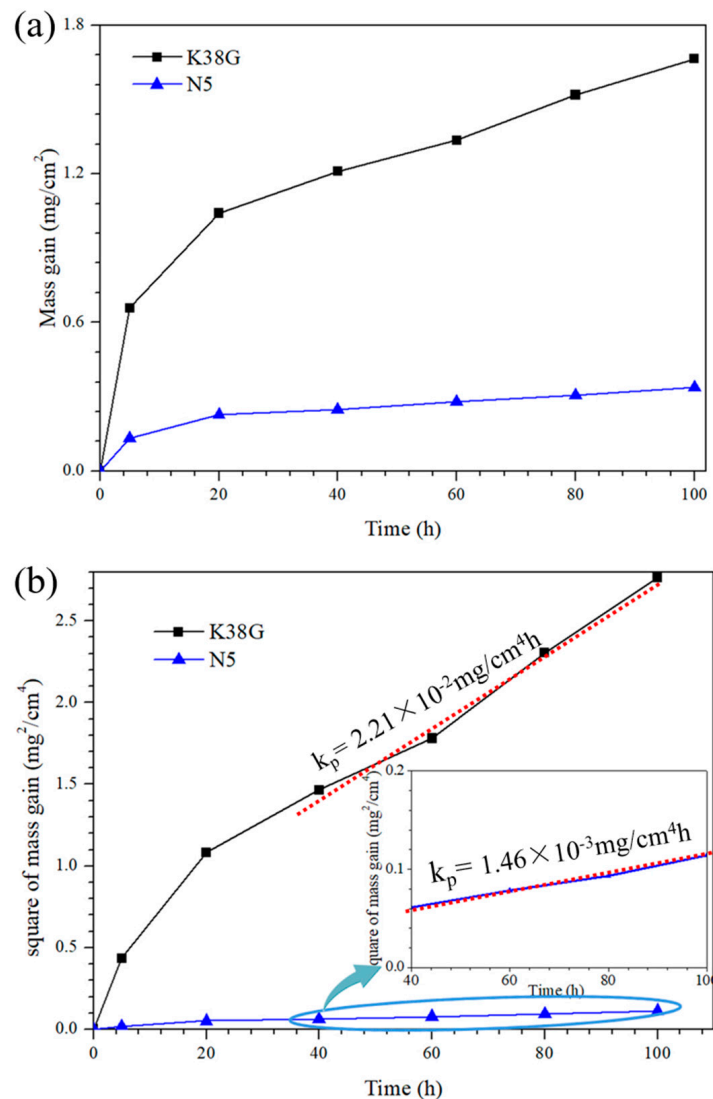 (a)
1.8
1.2
0.6
0.0
Mass gain (mg/cm²)
K38G
N5
0 20 40 60 80 100
Time (h)
(b)
2.5
2.0
1.5
1.0
0.5
0.0
square of mass gain (mg²/cm⁴)
K38G
N5
kₚ= 2.21×10⁻²mg/cm⁴h
0.2
0.1
0.0
quare of mass gain (mg²/cm⁴)
kₚ= 1.46×10⁻³mg/cm⁴h
40 60 80 100
Time (h)
0 20 40 60 80 100
Time (h)